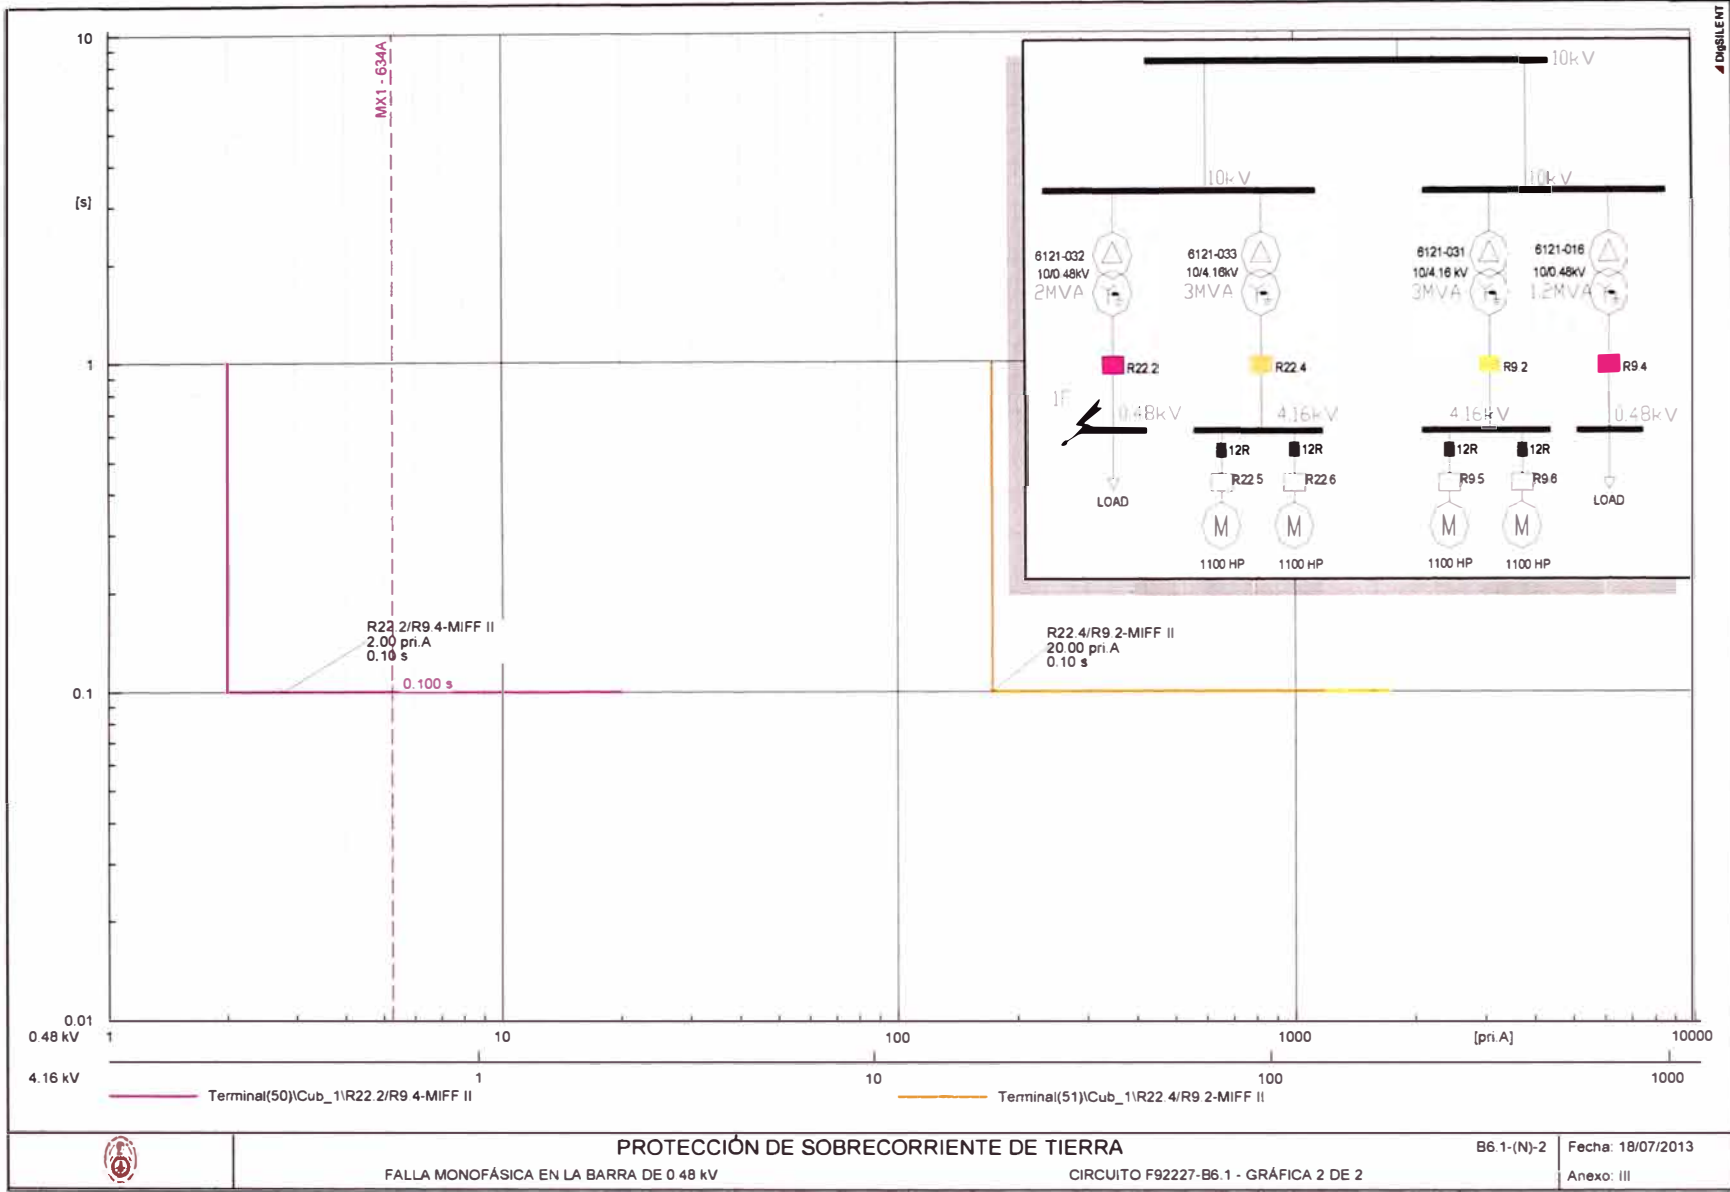 DIgSILENT
10
[s]
1
0.1
0.01
MX1 - 634A
R22.2/R9.4-MIFF II
2.00 pri.A
0.10 s
0.100 s
R22.4/R9.2-MIFF II
20.00 pri.A
0.10 s
10kV
10kV
10kV
6121-032
10/0.48kV
2MVA
6121-033
10/4.16kV
3MVA
6121-031
10/4.16 kV
3MVA
6121-016
10/0.48kV
1.2MVA
R22.2
R22.4
R9.2
R9.4
1F
0.48kV
4.16kV
4.16kV
0.48kV
12R
12R
12R
12R
R22.5
R22.6
R9.5
R9.6
LOAD
LOAD
M
M
M
M
1100 HP
1100 HP
1100 HP
1100 HP
0.48 kV
1
10
100
1000
[pri.A]
10000
4.16 kV
1
10
100
1000
Terminal(50)\Cub_1\R22.2/R9.4-MIFF II
Terminal(51)\Cub_1\R22.4/R9.2-MIFF II
PROTECCIÓN DE SOBRECORRIENTE DE TIERRA
FALLA MONOFÁSICA EN LA BARRA DE 0.48 kV
CIRCUITO F92227-B6.1 - GRÁFICA 2 DE 2
B6.1-(N)-2
Fecha: 18/07/2013
Anexo: III